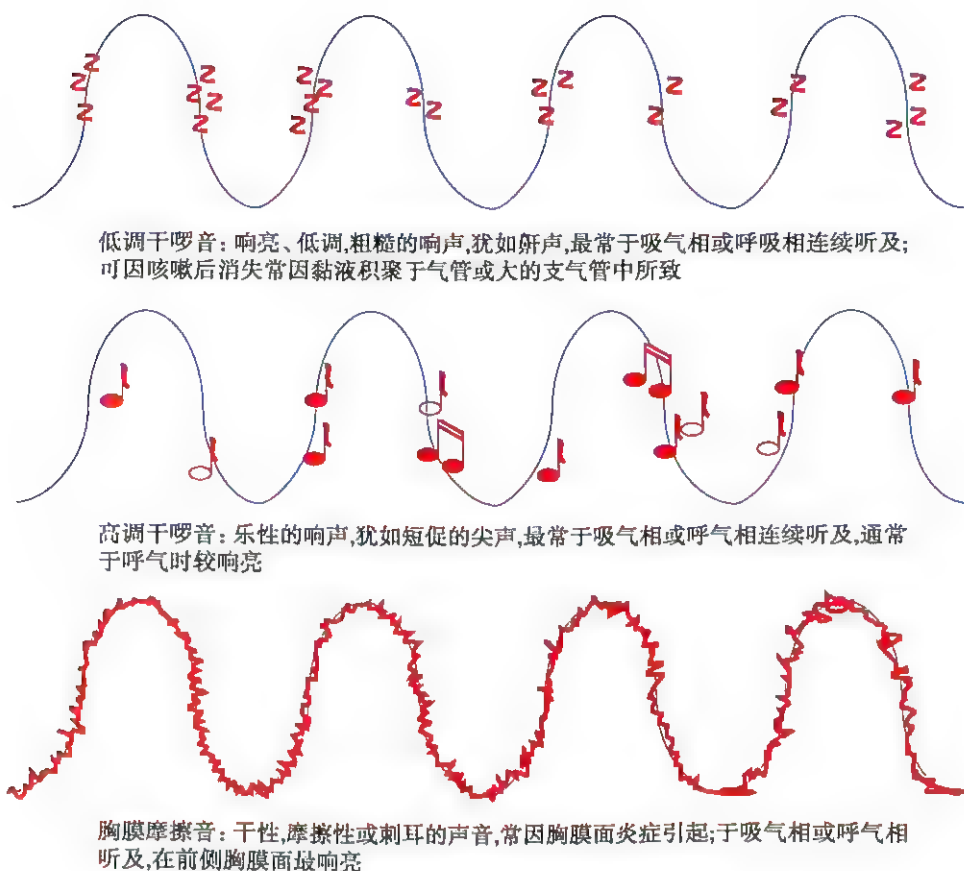 低调干啰音：响亮、低调,粗糙的响声,犹如鼾声,最常于吸气相或呼吸相连续听及;
可因咳嗽后消失常因黏液积聚于气管或大的支气管中所致
高调干啰音：乐性的响声,犹如短促的尖声,最常于吸气相或呼气相连续听及,通常
于呼气时较响亮
胸膜摩擦音：干性,摩擦性或刺耳的声音,常因胸膜面炎症引起;于吸气相或呼气相
听及,在前侧胸膜面最响亮